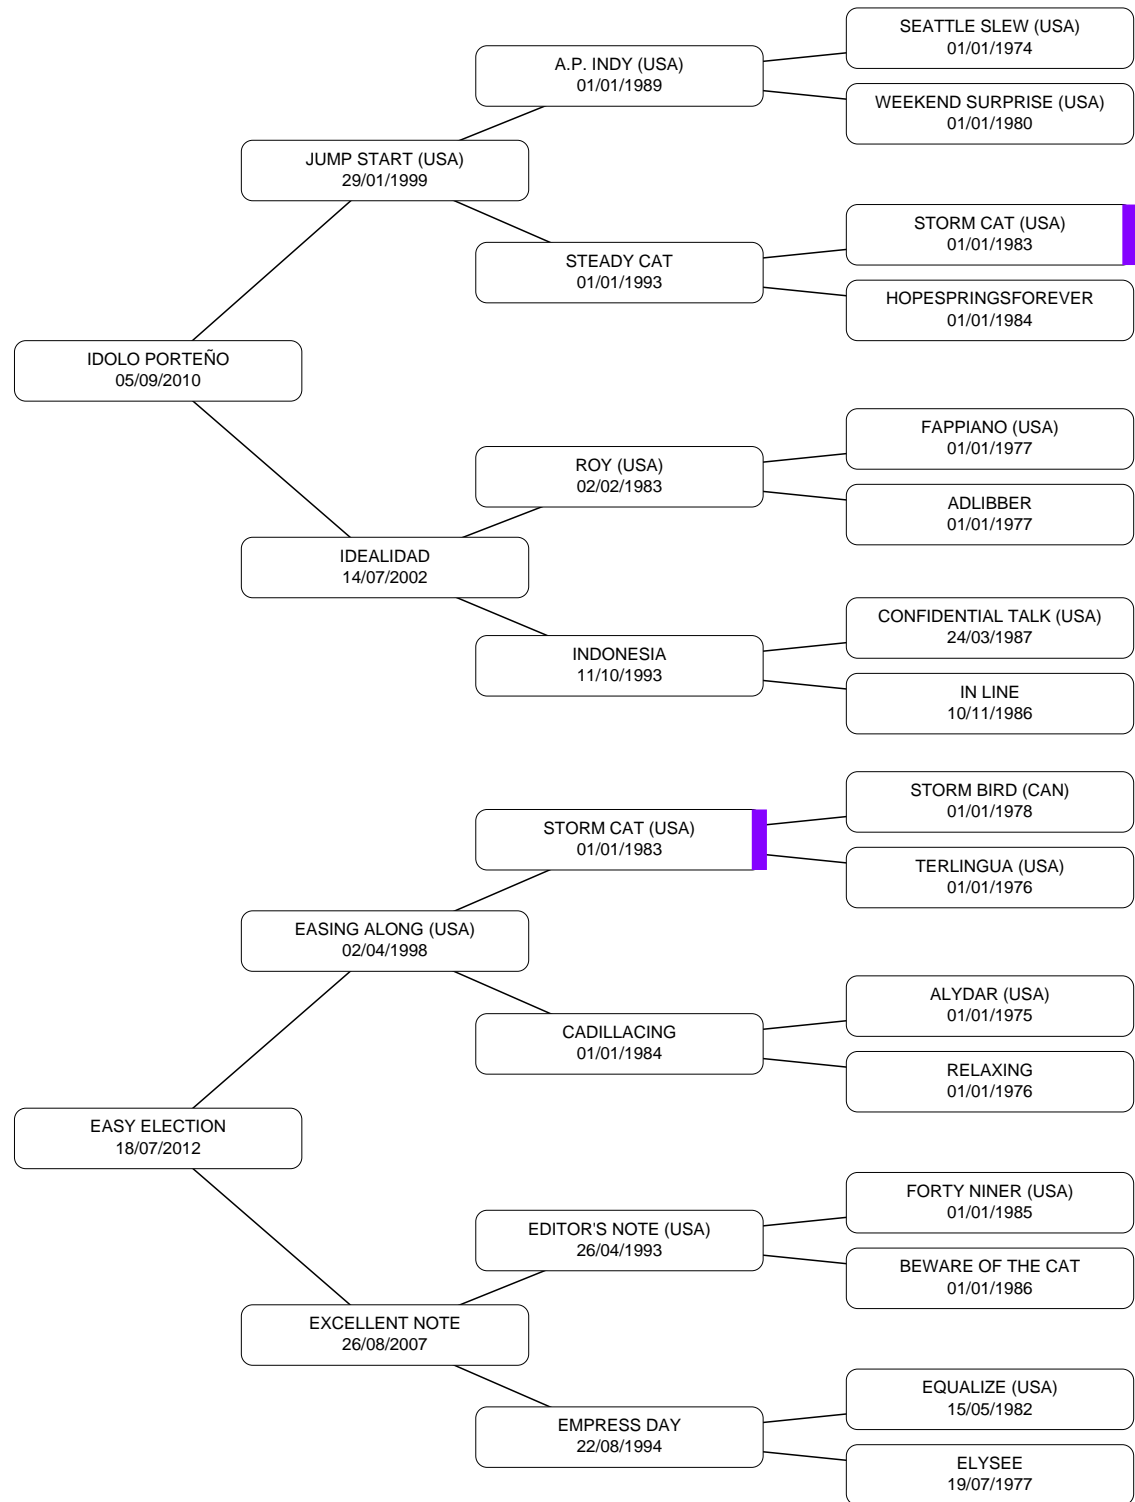 SEATTLE SLEW (USA)
01/01/1974
A.P. INDY (USA)
01/01/1989
WEEKEND SURPRISE (USA)
01/01/1980
JUMP START (USA)
29/01/1999
STORM CAT (USA)
01/01/1983
STEADY CAT
01/01/1993
HOPESPRINGSFOREVER
01/01/1984
IDOLO PORTEÑO
05/09/2010
FAPPIANO (USA)
01/01/1977
ROY (USA)
02/02/1983
ADLIBBER
01/01/1977
IDEALIDAD
14/07/2002
CONFIDENTIAL TALK (USA)
24/03/1987
INDONESIA
11/10/1993
IN LINE
10/11/1986
STORM BIRD (CAN)
01/01/1978
STORM CAT (USA)
01/01/1983
TERLINGUA (USA)
01/01/1976
EASING ALONG (USA)
02/04/1998
ALYDAR (USA)
01/01/1975
CADILLACING
01/01/1984
RELAXING
01/01/1976
EASY ELECTION
18/07/2012
FORTY NINER (USA)
01/01/1985
EDITOR'S NOTE (USA)
26/04/1993
BEWARE OF THE CAT
01/01/1986
EXCELLENT NOTE
26/08/2007
EQUALIZE (USA)
15/05/1982
EMPRESS DAY
22/08/1994
ELYSEE
19/07/1977